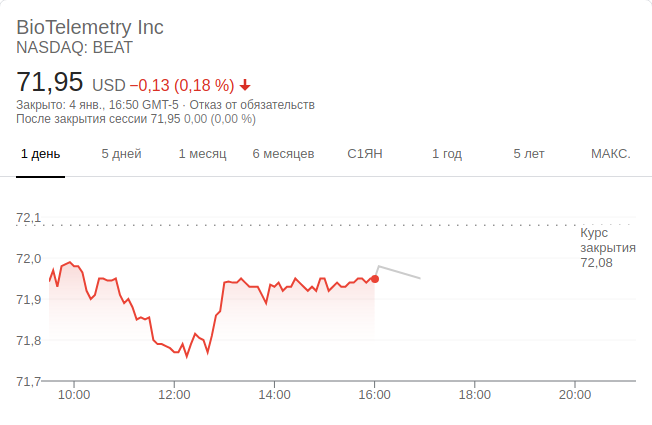 BioTelemetry Inc
NASDAQ: BEAT
71,95 USD −0,13 (0,18 %)
Закрыто: 4 янв., 16:50 GMT-5 · Отказ от обязательств
После закрытия сессии 71,95 0,00 (0,00 %)
1 день 5 дней 1 месяц 6 месяцев С1ЯН 1 год 5 лет МАКС.
72,1
Курс
закрытия
72,08
72,0
71,9
71,8
71,7
10:00 12:00 14:00 16:00 18:00 20:00